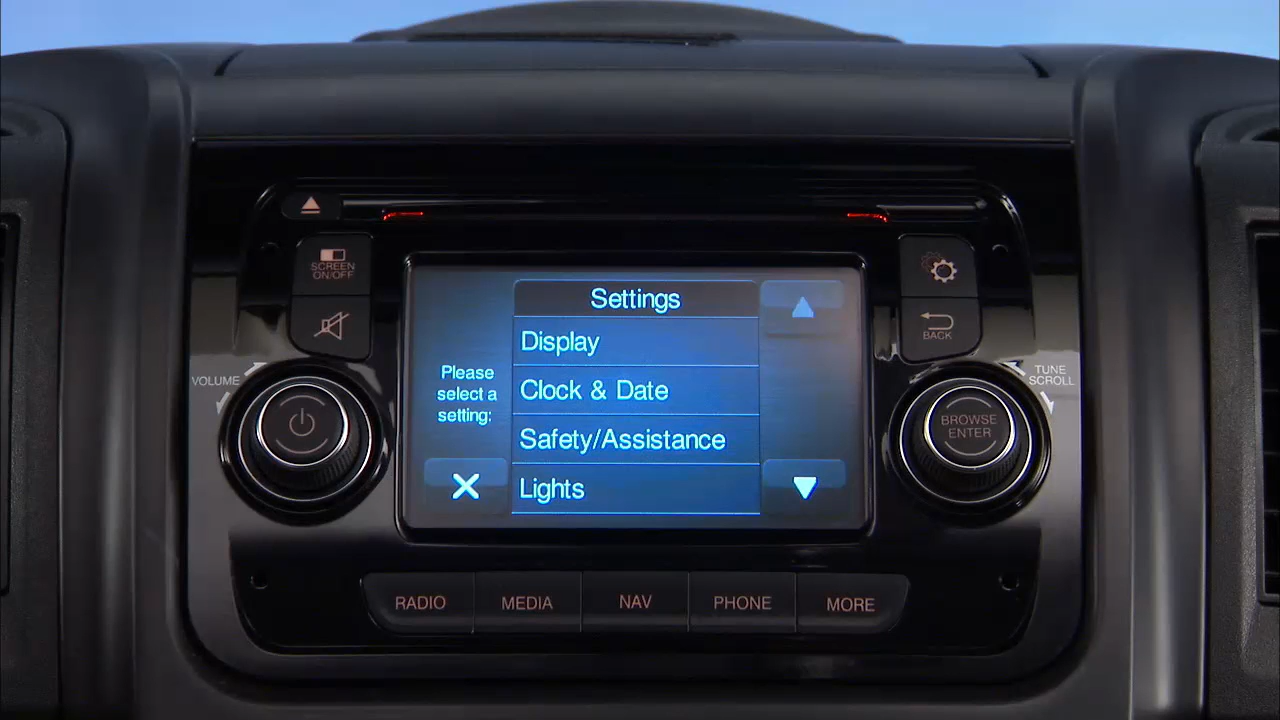 SCREEN
ON/OFF
VOLUME
Settings
Display
Clock & Date
Safety/Assistance
Lights
Please
select a
setting:
BACK
TUNE
SCROLL
BROWSE
ENTER
RADIO
MEDIA
NAV
PHONE
MORE